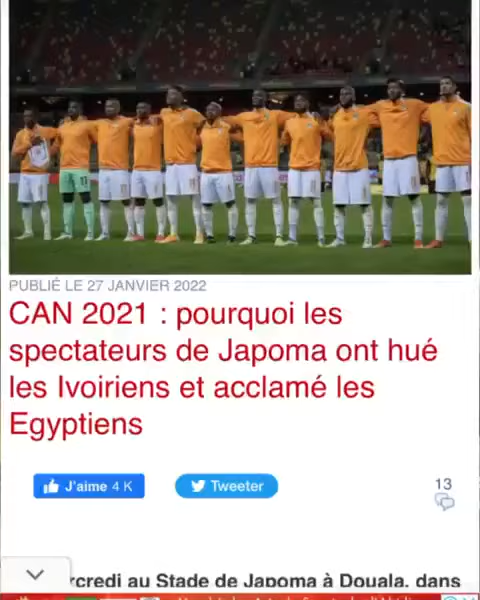 PUBLIÉ LE 27 JANVIER 2022
CAN 2021 : pourquoi les
spectateurs de Japoma ont hué
les Ivoiriens et acclamé les
Egyptiens
J'aime 4 K
Tweeter
13
rcredi au Stade de Japoma à Douala, dans